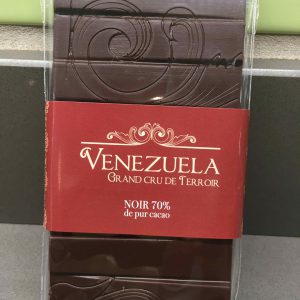 VENEZUELA
GRAND CRU DE TERROIR
NOIR 70%
de pur cacao